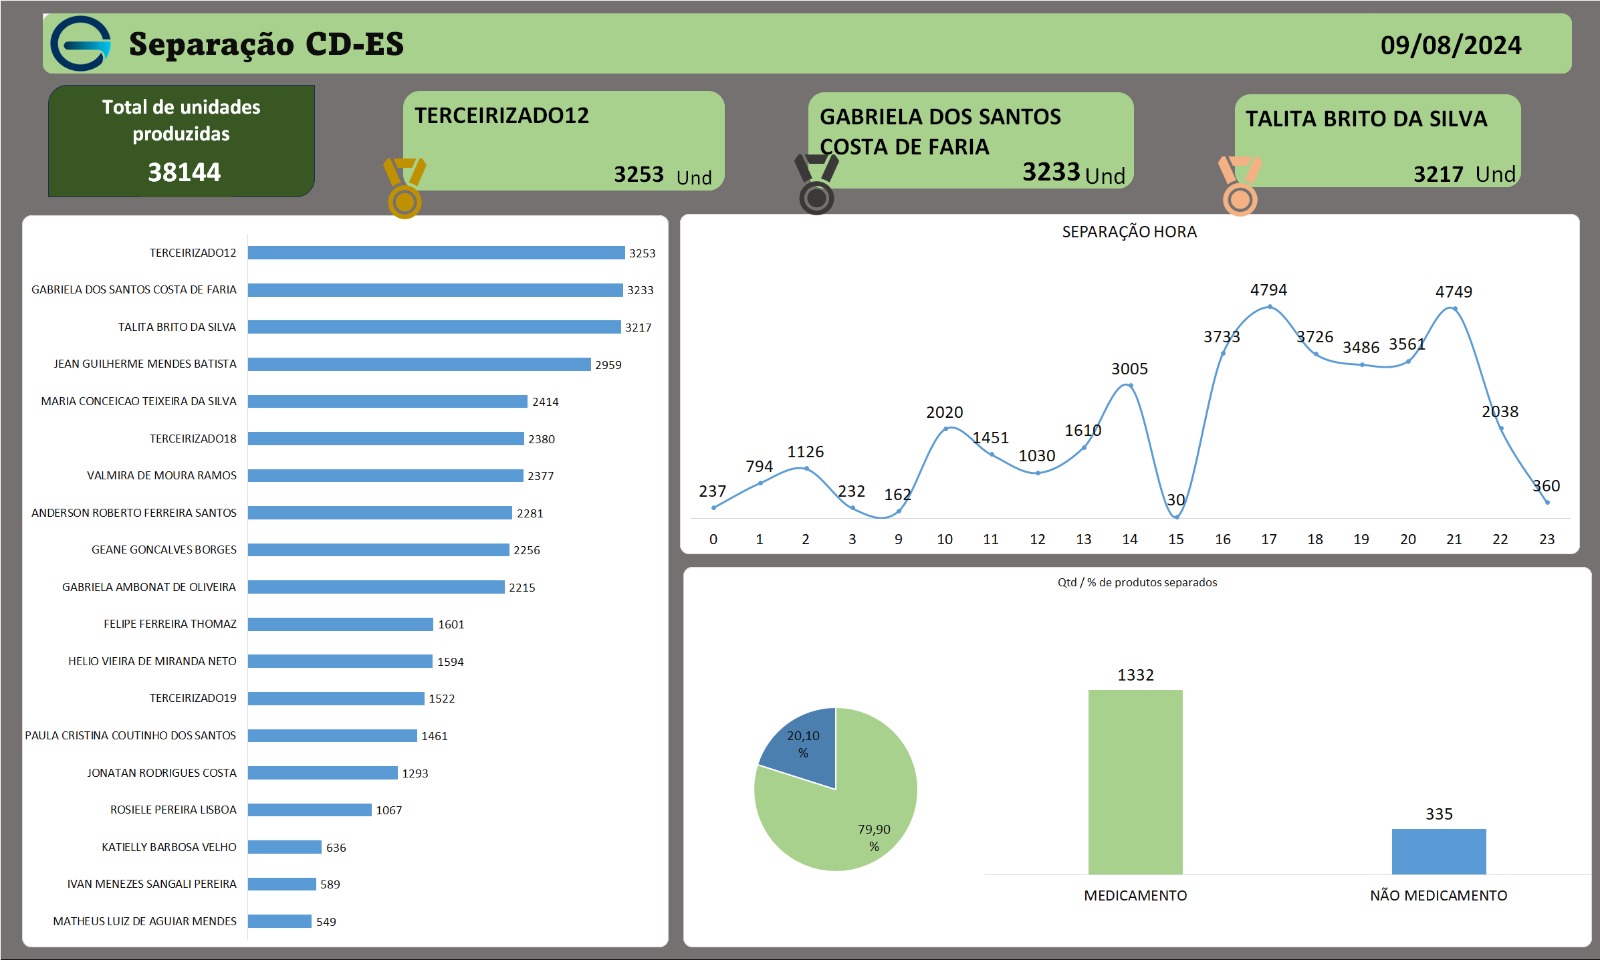 Separação CD-ES
09/08/2024
Total de unidades
produzidas
38144
TERCEIRIZADO12
3253 Und
GABRIELA DOS SANTOS
COSTA DE FARIA
3233 Und
TALITA BRITO DA SILVA
3217 Und
TERCEIRIZADO12 3253
GABRIELA DOS SANTOS COSTA DE FARIA 3233
TALITA BRITO DA SILVA 3217
JEAN GUILHERME MENDES BATISTA 2959
MARIA CONCEICAO TEIXEIRA DA SILVA 2414
TERCEIRIZADO18 2380
VALMIRA DE MOURA RAMOS 2377
ANDERSON ROBERTO FERREIRA SANTOS 2281
GEANE GONCALVES BORGES 2256
GABRIELA AMBONAT DE OLIVEIRA 2215
FELIPE FERREIRA THOMAZ 1601
HELIO VIEIRA DE MIRANDA NETO 1594
TERCEIRIZADO19 1522
PAULA CRISTINA COUTINHO DOS SANTOS 1461
JONATAN RODRIGUES COSTA 1293
ROSIELE PEREIRA LISBOA 1067
KATIELLY BARBOSA VELHO 636
IVAN MENEZES SANGALI PEREIRA 589
MATHEUS LUIZ DE AGUIAR MENDES 549
SEPARAÇÃO HORA
237 794 1126 232 162 2020 1451 1030 1610 3005 30 3733 4794 3726 3486 3561 4749 2038 360
0 1 2 3 9 10 11 12 13 14 15 16 17 18 19 20 21 22 23
Qtd / % de produtos separados
20,10
%
79,90
%
1332
335
MEDICAMENTO NÃO MEDICAMENTO